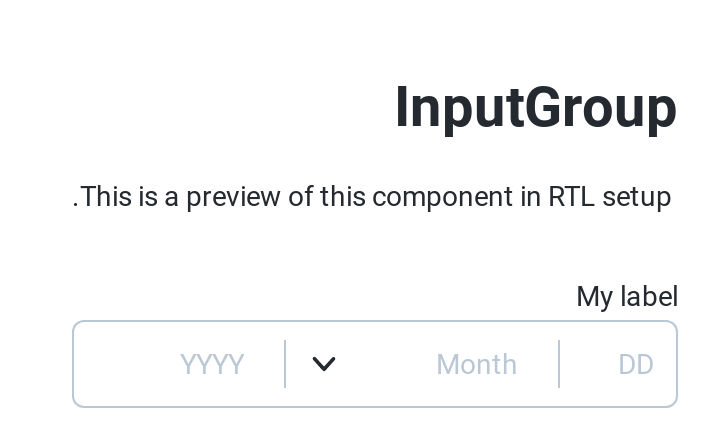 InputGroup
.This is a preview of this component in RTL setup
My label
DD Month YYYY